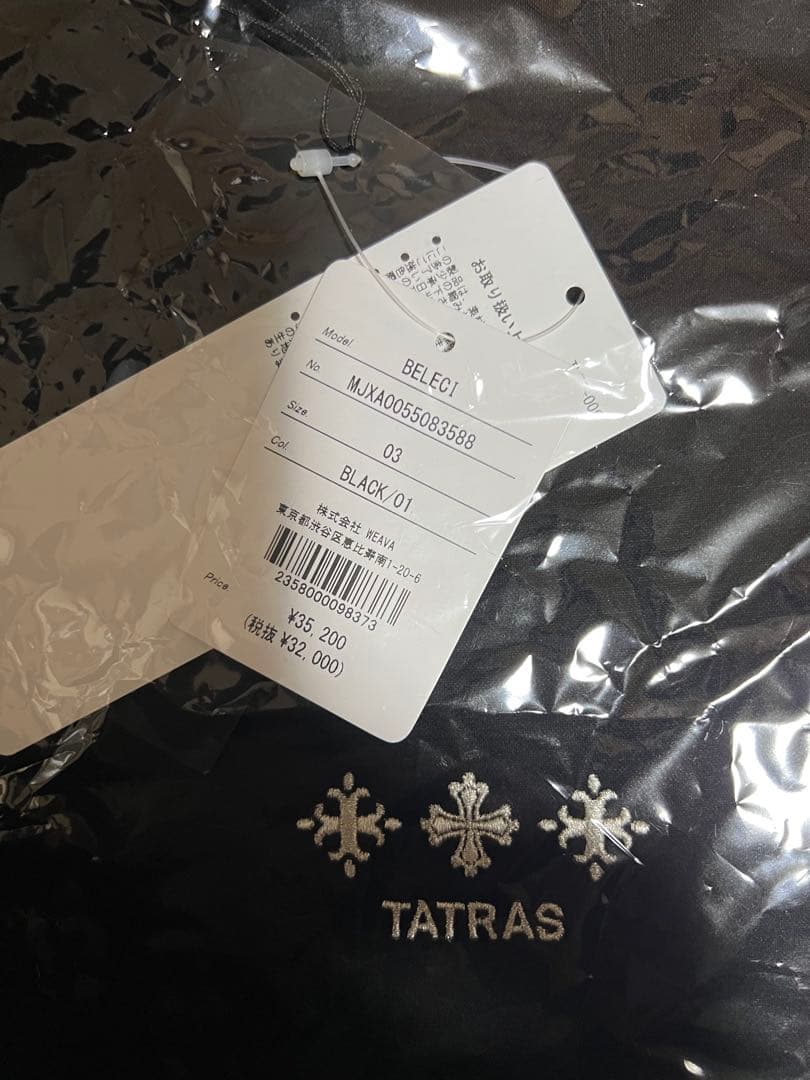 お取り扱い
Model. BELECI
No. MJXA0055083588
Size. 03
Col. BLACK/01
株式会社 WEAVA
東京都渋谷区恵比寿南1-20-6
2358000098373
Price. ¥35,200
(税抜 ¥32,000)
TATRAS